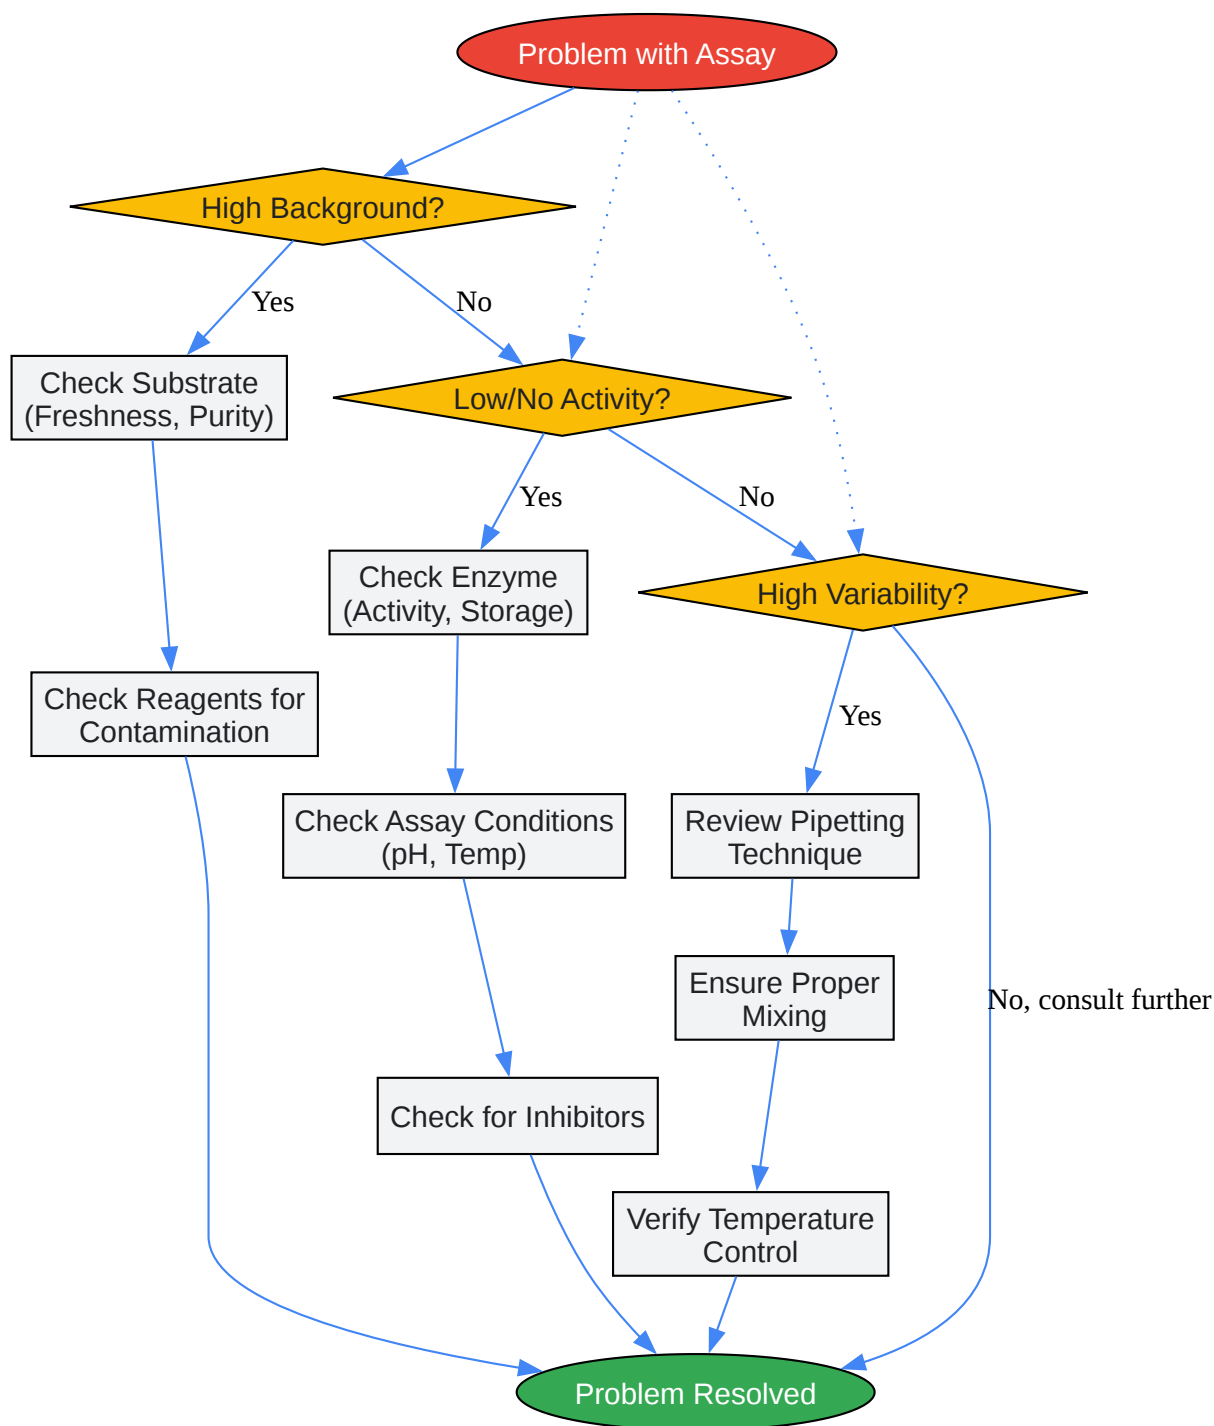 Problem with Assay
High Background?
Yes
No
Check Substrate
(Freshness, Purity)
Low/No Activity?
Yes
No
Check Enzyme
(Activity, Storage)
High Variability?
Check Reagents for
Contamination
Yes
Check Assay Conditions
(pH, Temp)
Review Pipetting
Technique
Ensure Proper
Mixing
No, consult further
Check for Inhibitors
Verify Temperature
Control
Problem Resolved